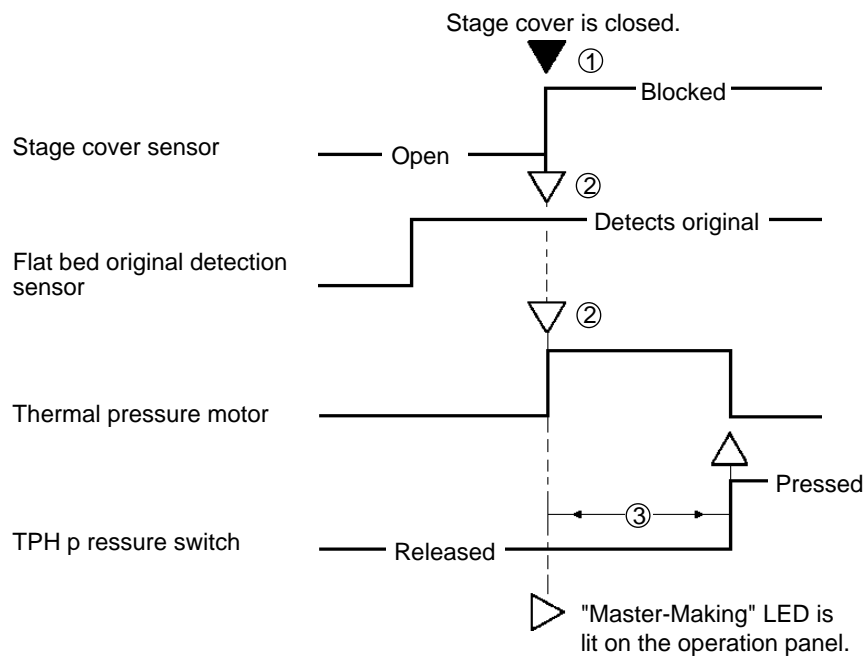 Stage cover is closed.
①
Blocked
Stage cover sensor
Open
②
Detects original
Flat bed original detection
sensor
②
Thermal pressure motor
Pressed
③
TPH p ressure switch
Released
"Master-Making" LED is
lit on the operation panel.